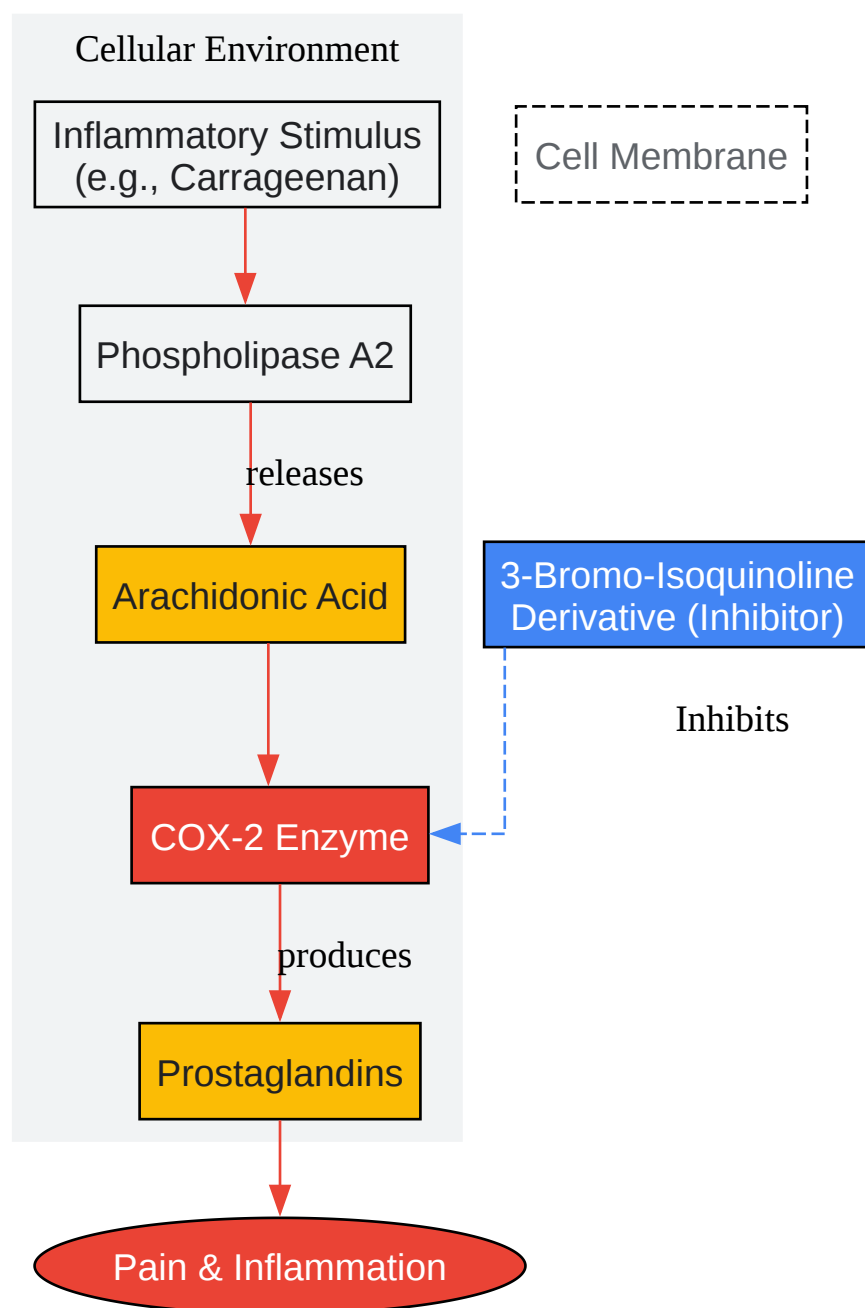 Cellular Environment
Inflammatory Stimulus
(e.g., Carrageenan)
Cell Membrane
Phospholipase A2
releases
Arachidonic Acid
3-Bromo-Isoquinoline
Derivative (Inhibitor)
Inhibits
COX-2 Enzyme
produces
Prostaglandins
Pain & Inflammation